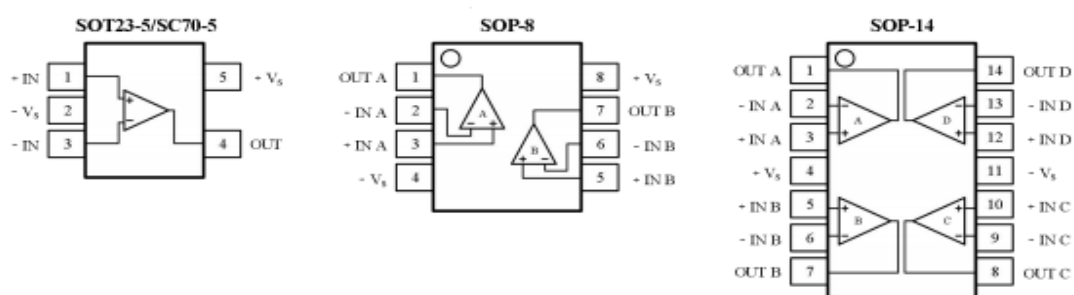 SOT23-5/SC70-5
+ IN 1
- Vs 2
- IN 3
5 + Vs
4 OUT
+
-
SOP-8
OUT A 1
- IN A 2
+ IN A 3
- Vs 4
8 + Vs
7 OUT B
6 - IN B
5 + IN B
A
- +
B
+ -
SOP-14
OUT A 1
- IN A 2
+ IN A 3
+ Vs 4
+ IN B 5
- IN B 6
OUT B 7
14 OUT D
13 - IN D
12 + IN D
11 - Vs
10 + IN C
9 - IN C
8 OUT C
- A +
- D +
+ B -
+ C -